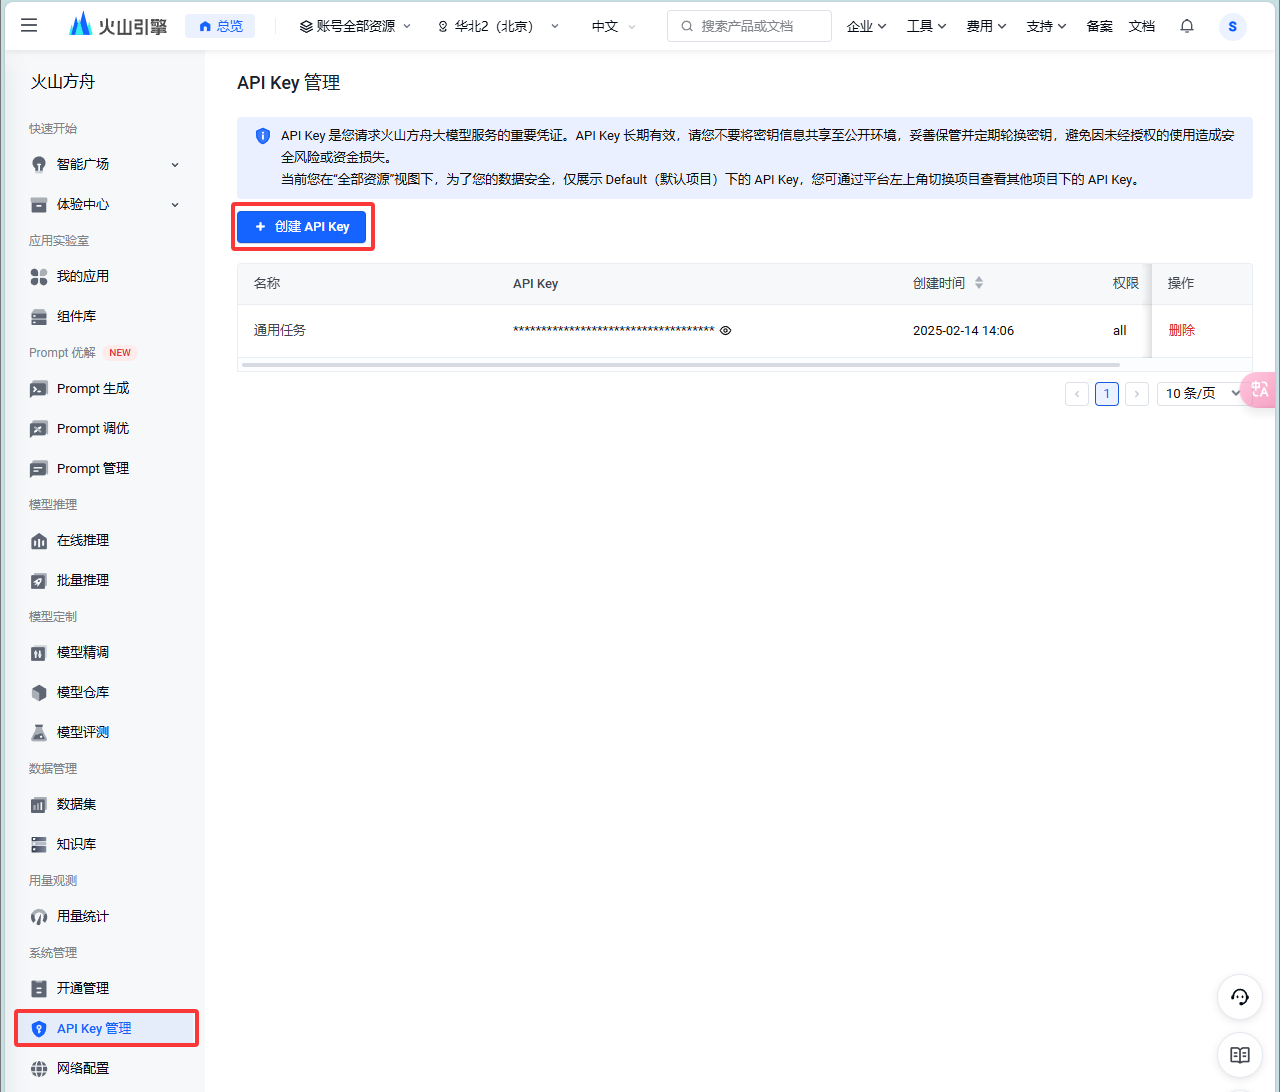 火山引擎
总览
账号全部资源
华北2（北京）
中文
搜索产品或文档
企业
工具
费用
支持
备案
文档
S
火山方舟
快速开始
智能广场
体验中心
应用实验室
我的应用
组件库
Prompt 优解 NEW
Prompt 生成
Prompt 调优
Prompt 管理
模型推理
在线推理
批量推理
模型定制
模型精调
模型仓库
模型评测
数据管理
数据集
知识库
用量观测
用量统计
系统管理
开通管理
API Key 管理
网络配置
API Key 管理
API Key 是您请求火山方舟大模型服务的重要凭证。API Key 长期有效，请您不要将密钥信息共享至公开环境，妥善保管并定期轮换密钥，避免因未经授权的使用造成安
全风险或资金损失。
当前您在“全部资源”视图下，为了您的数据安全，仅展示 Default（默认项目）下的 API Key，您可通过平台左上角切换项目查看其他项目下的 API Key。
+ 创建 API Key
名称 API Key 创建时间 权限 操作
通用任务 ************************************ 2025-02-14 14:06 all 删除
1
10 条/页
中A